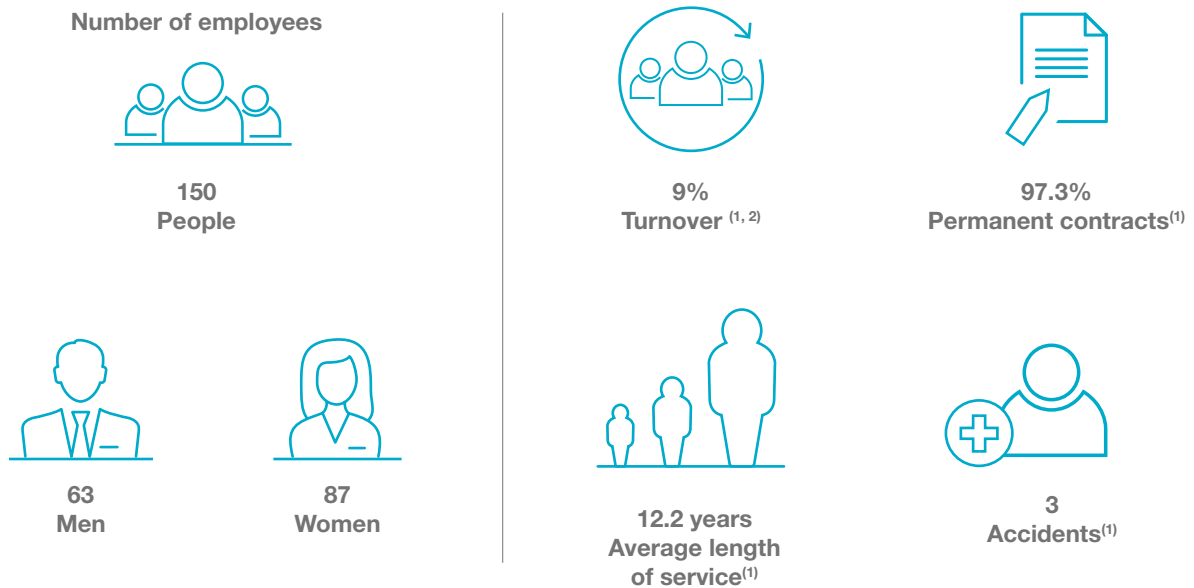 Number of employees
150
People
63
Men
87
Women
9%
Turnover (1, 2)
97.3%
Permanent contracts(1)
12.2 years
Average length
of service(1)
3
Accidents(1)